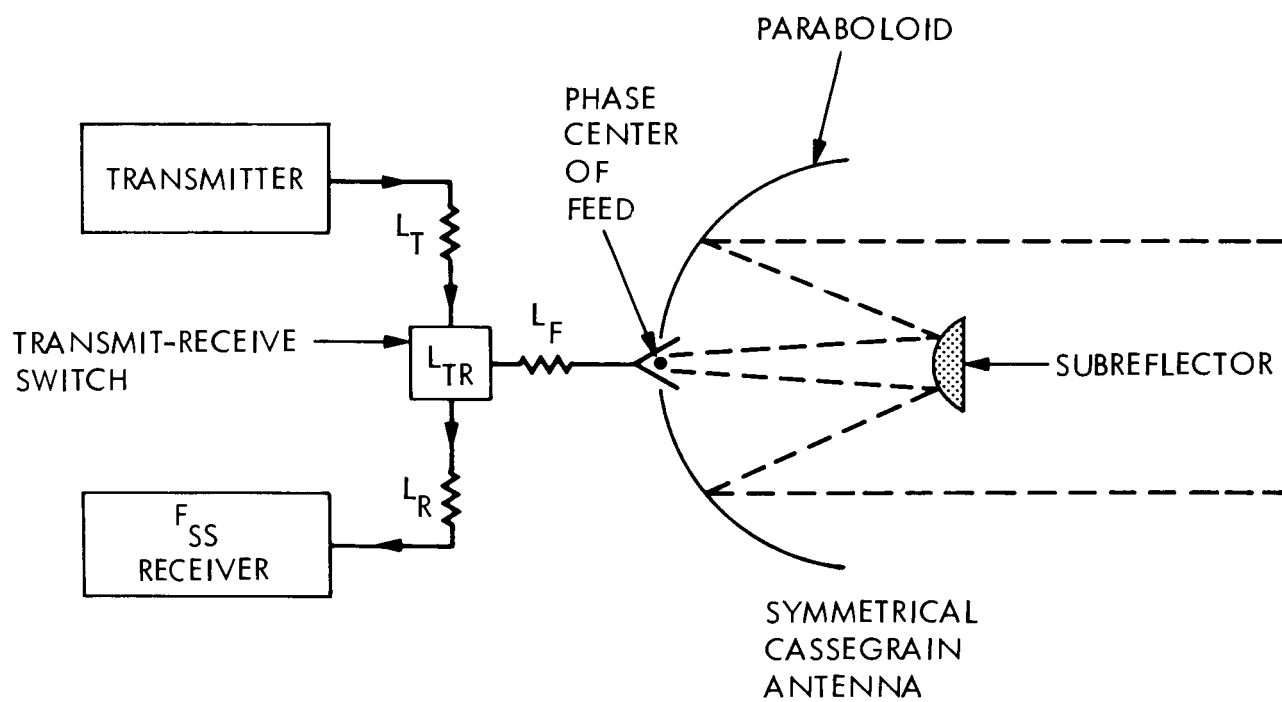 PARABOLOID
PHASE
CENTER
OF
FEED
TRANSMITTER
L_T
L_F
TRANSMIT-RECEIVE
SWITCH
L_TR
SUBREFLECTOR
L_R
F_SS
RECEIVER
SYMMETRICAL
CASSEGRAIN
ANTENNA